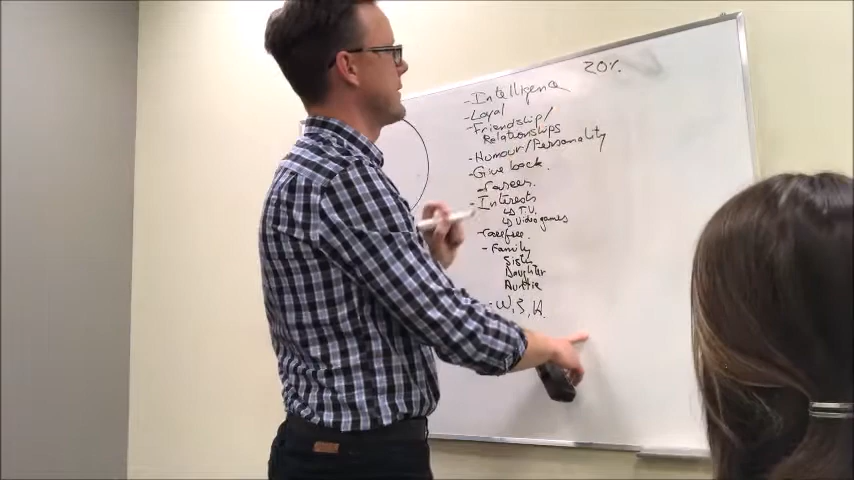 20%
- Intelligence
- Loyal
- Friendship/
Relationships
- Humour/Personality
- Give back.
- Career.
- Interests
↳ T.V.
↳ Video games
- Carefree.
- Family
Sister
Daughter
Auntie